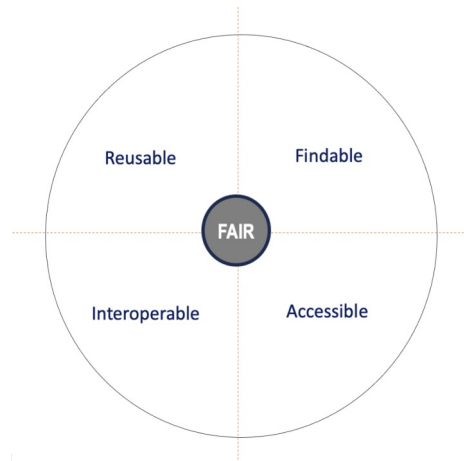 Reusable
Findable
FAIR
Interoperable
Accessible